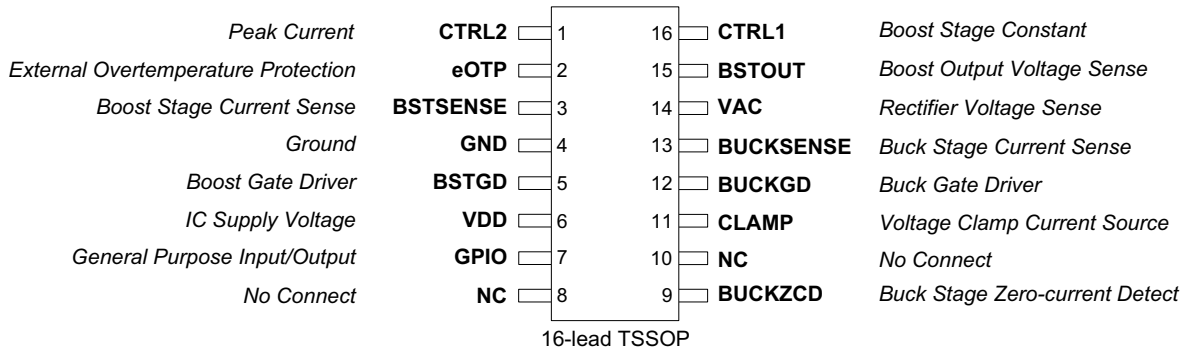 Peak Current CTRL2 1 16 CTRL1 Boost Stage Constant
External Overtemperature Protection eOTP 2 15 BSTOUT Boost Output Voltage Sense
Boost Stage Current Sense BSTSENSE 3 14 VAC Rectifier Voltage Sense
Ground GND 4 13 BUCKSENSE Buck Stage Current Sense
Boost Gate Driver BSTGD 5 12 BUCKGD Buck Gate Driver
IC Supply Voltage VDD 6 11 CLAMP Voltage Clamp Current Source
General Purpose Input/Output GPIO 7 10 NC No Connect
No Connect NC 8 9 BUCKZCD Buck Stage Zero-current Detect
16-lead TSSOP